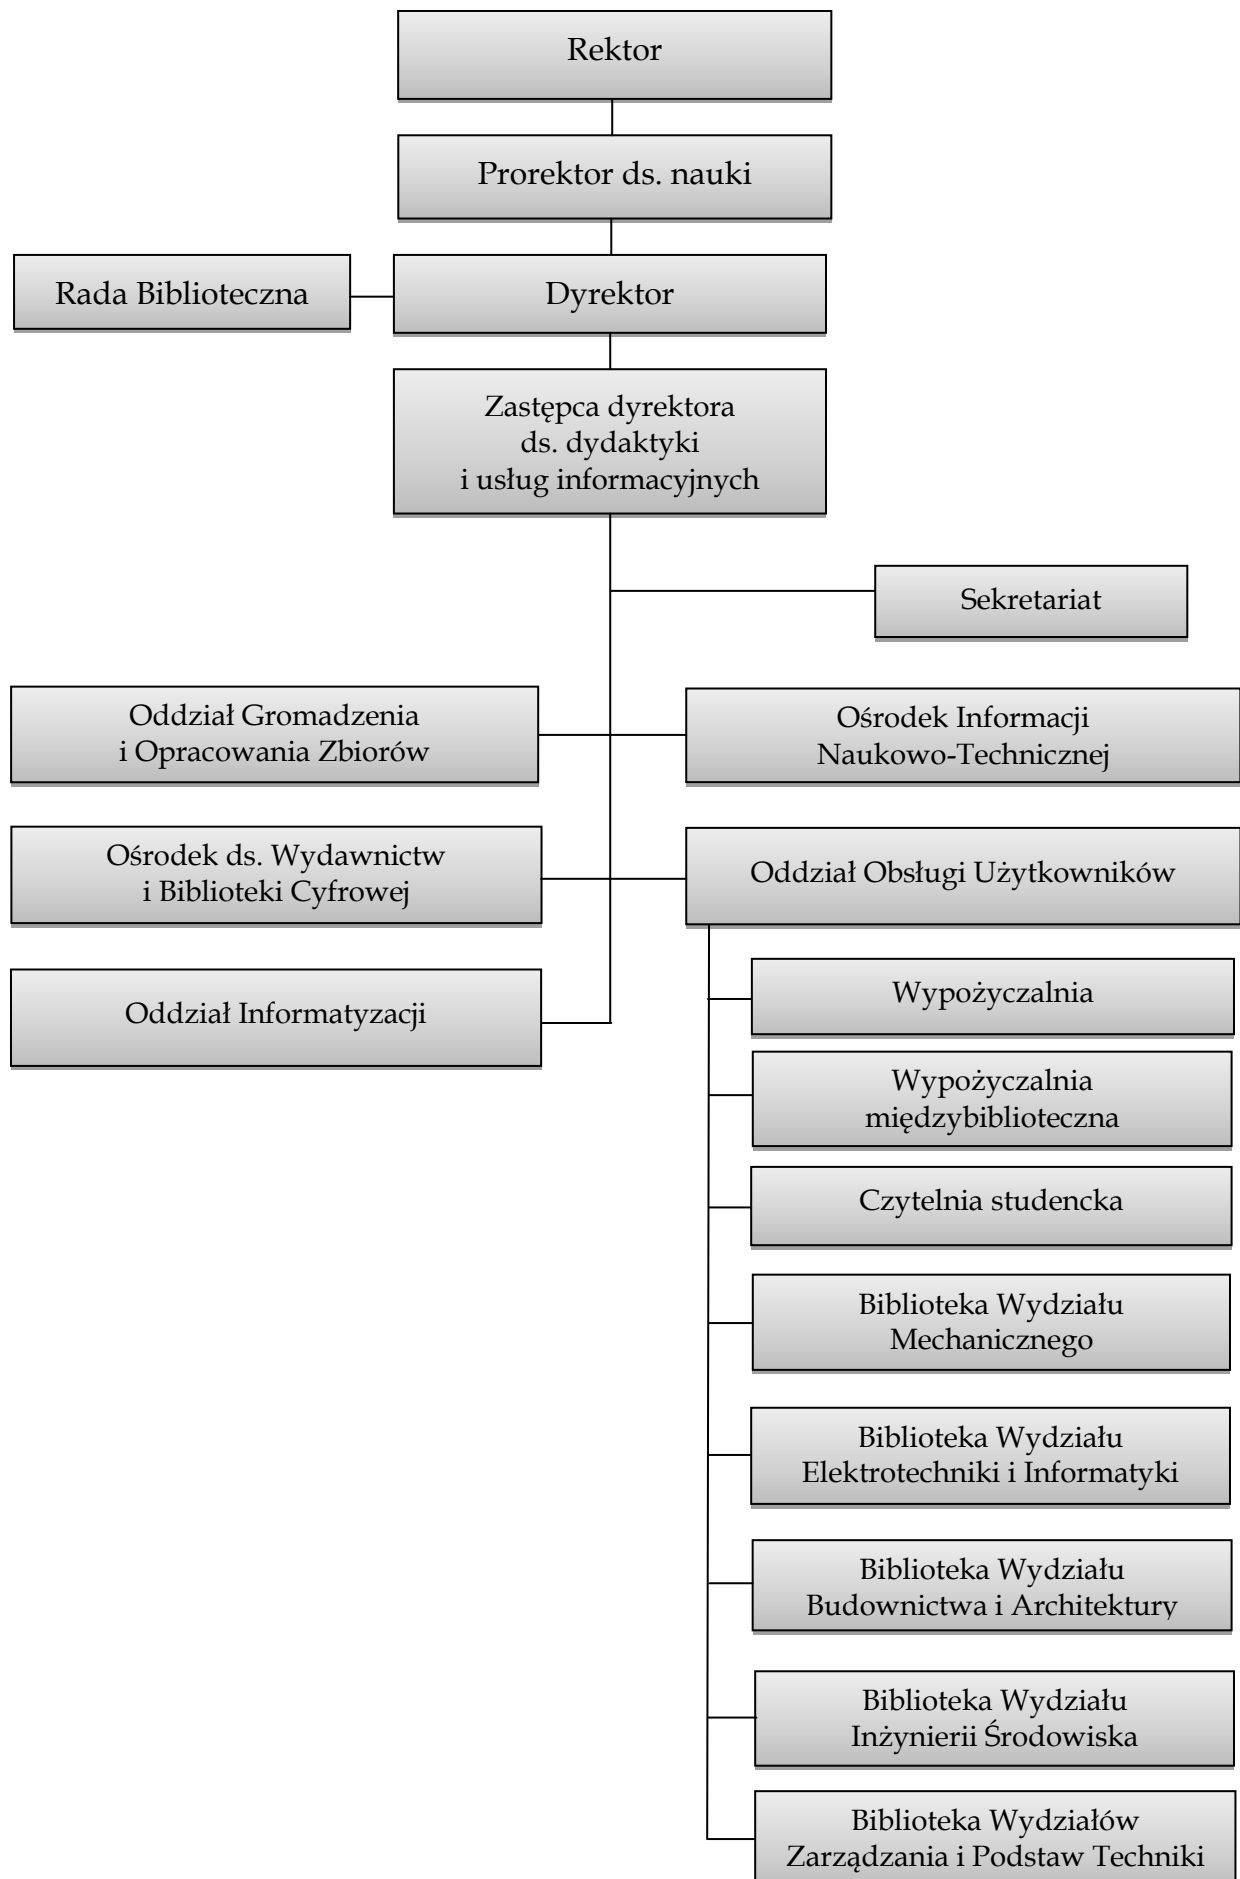 Rektor
Prorektor ds. nauki
Rada Biblioteczna
Dyrektor
Zastępca dyrektora
ds. dydaktyki
i usług informacyjnych
Sekretariat
Oddział Gromadzenia
i Opracowania Zbiorów
Ośrodek Informacji
Naukowo-Technicznej
Ośrodek ds. Wydawnictw
i Biblioteki Cyfrowej
Oddział Obsługi Użytkowników
Oddział Informatyzacji
Wypożyczalnia
Wypożyczalnia
międzybiblioteczna
Czytelnia studencka
Biblioteka Wydziału
Mechanicznego
Biblioteka Wydziału
Elektrotechniki i Informatyki
Biblioteka Wydziału
Budownictwa i Architektury
Biblioteka Wydziału
Inżynierii Środowiska
Biblioteka Wydziałów
Zarządzania i Podstaw Techniki